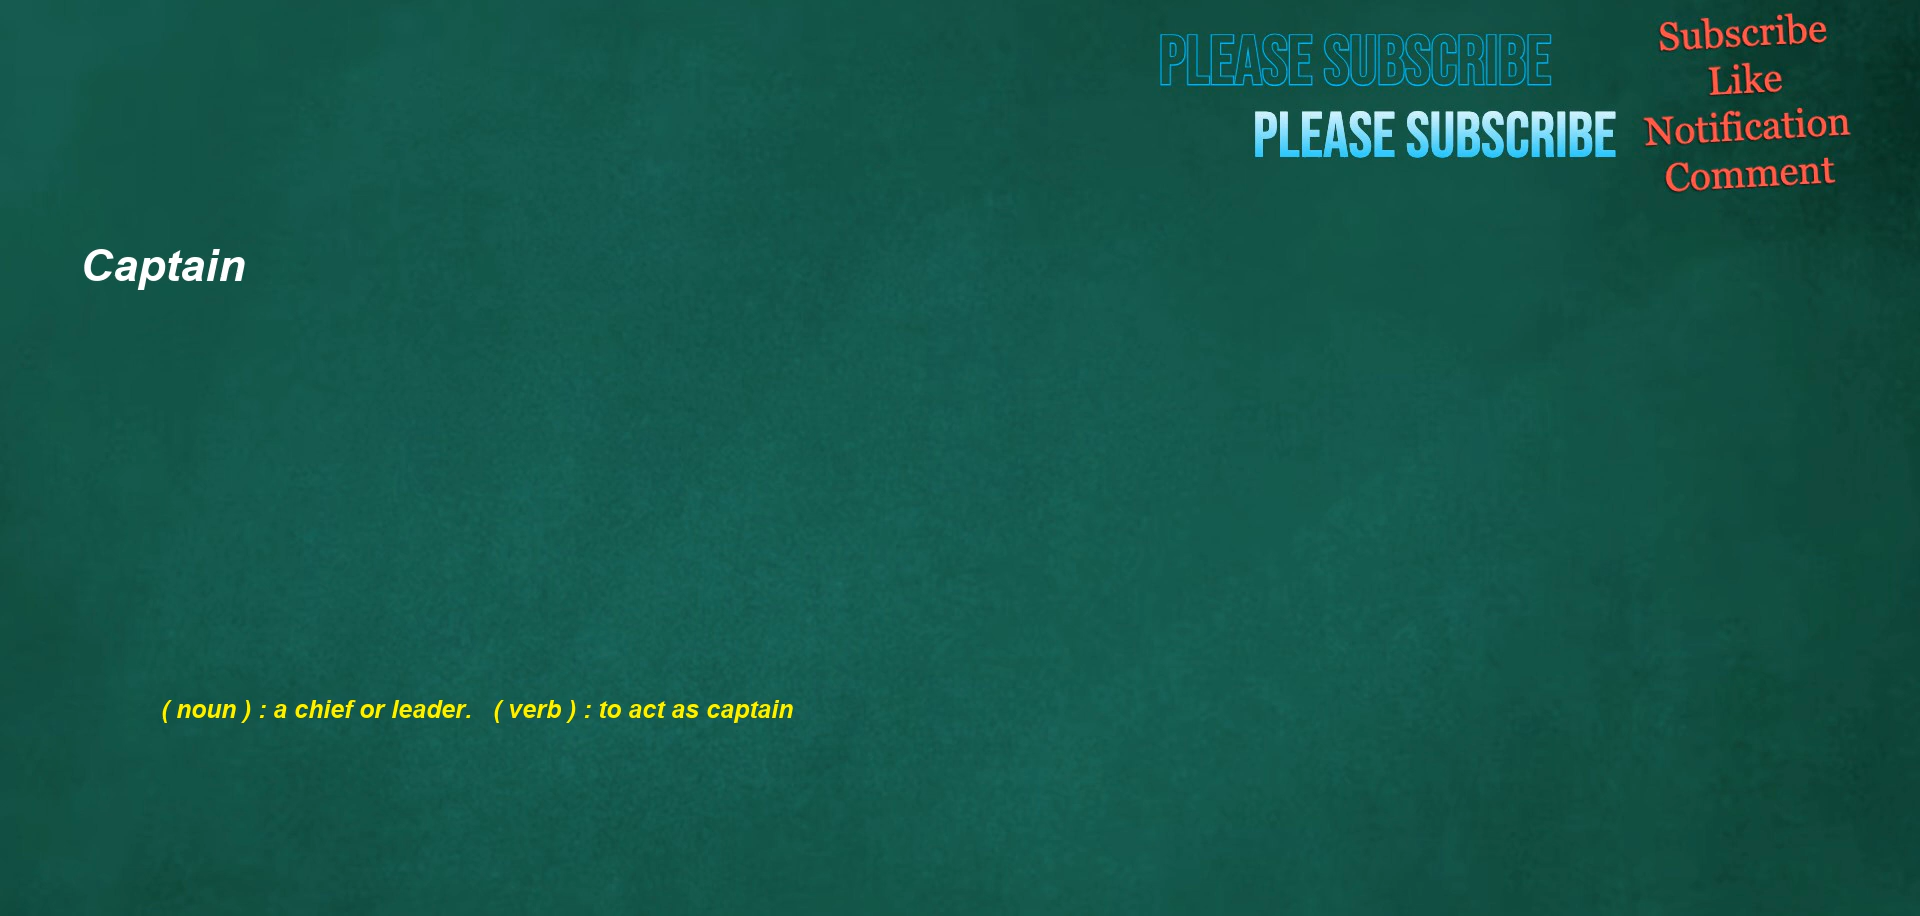 PLEASE SUBSCRIBE
PLEASE SUBSCRIBE
Subscribe
Like
Notification
Comment
Captain
( noun ) : a chief or leader.   ( verb ) : to act as captain